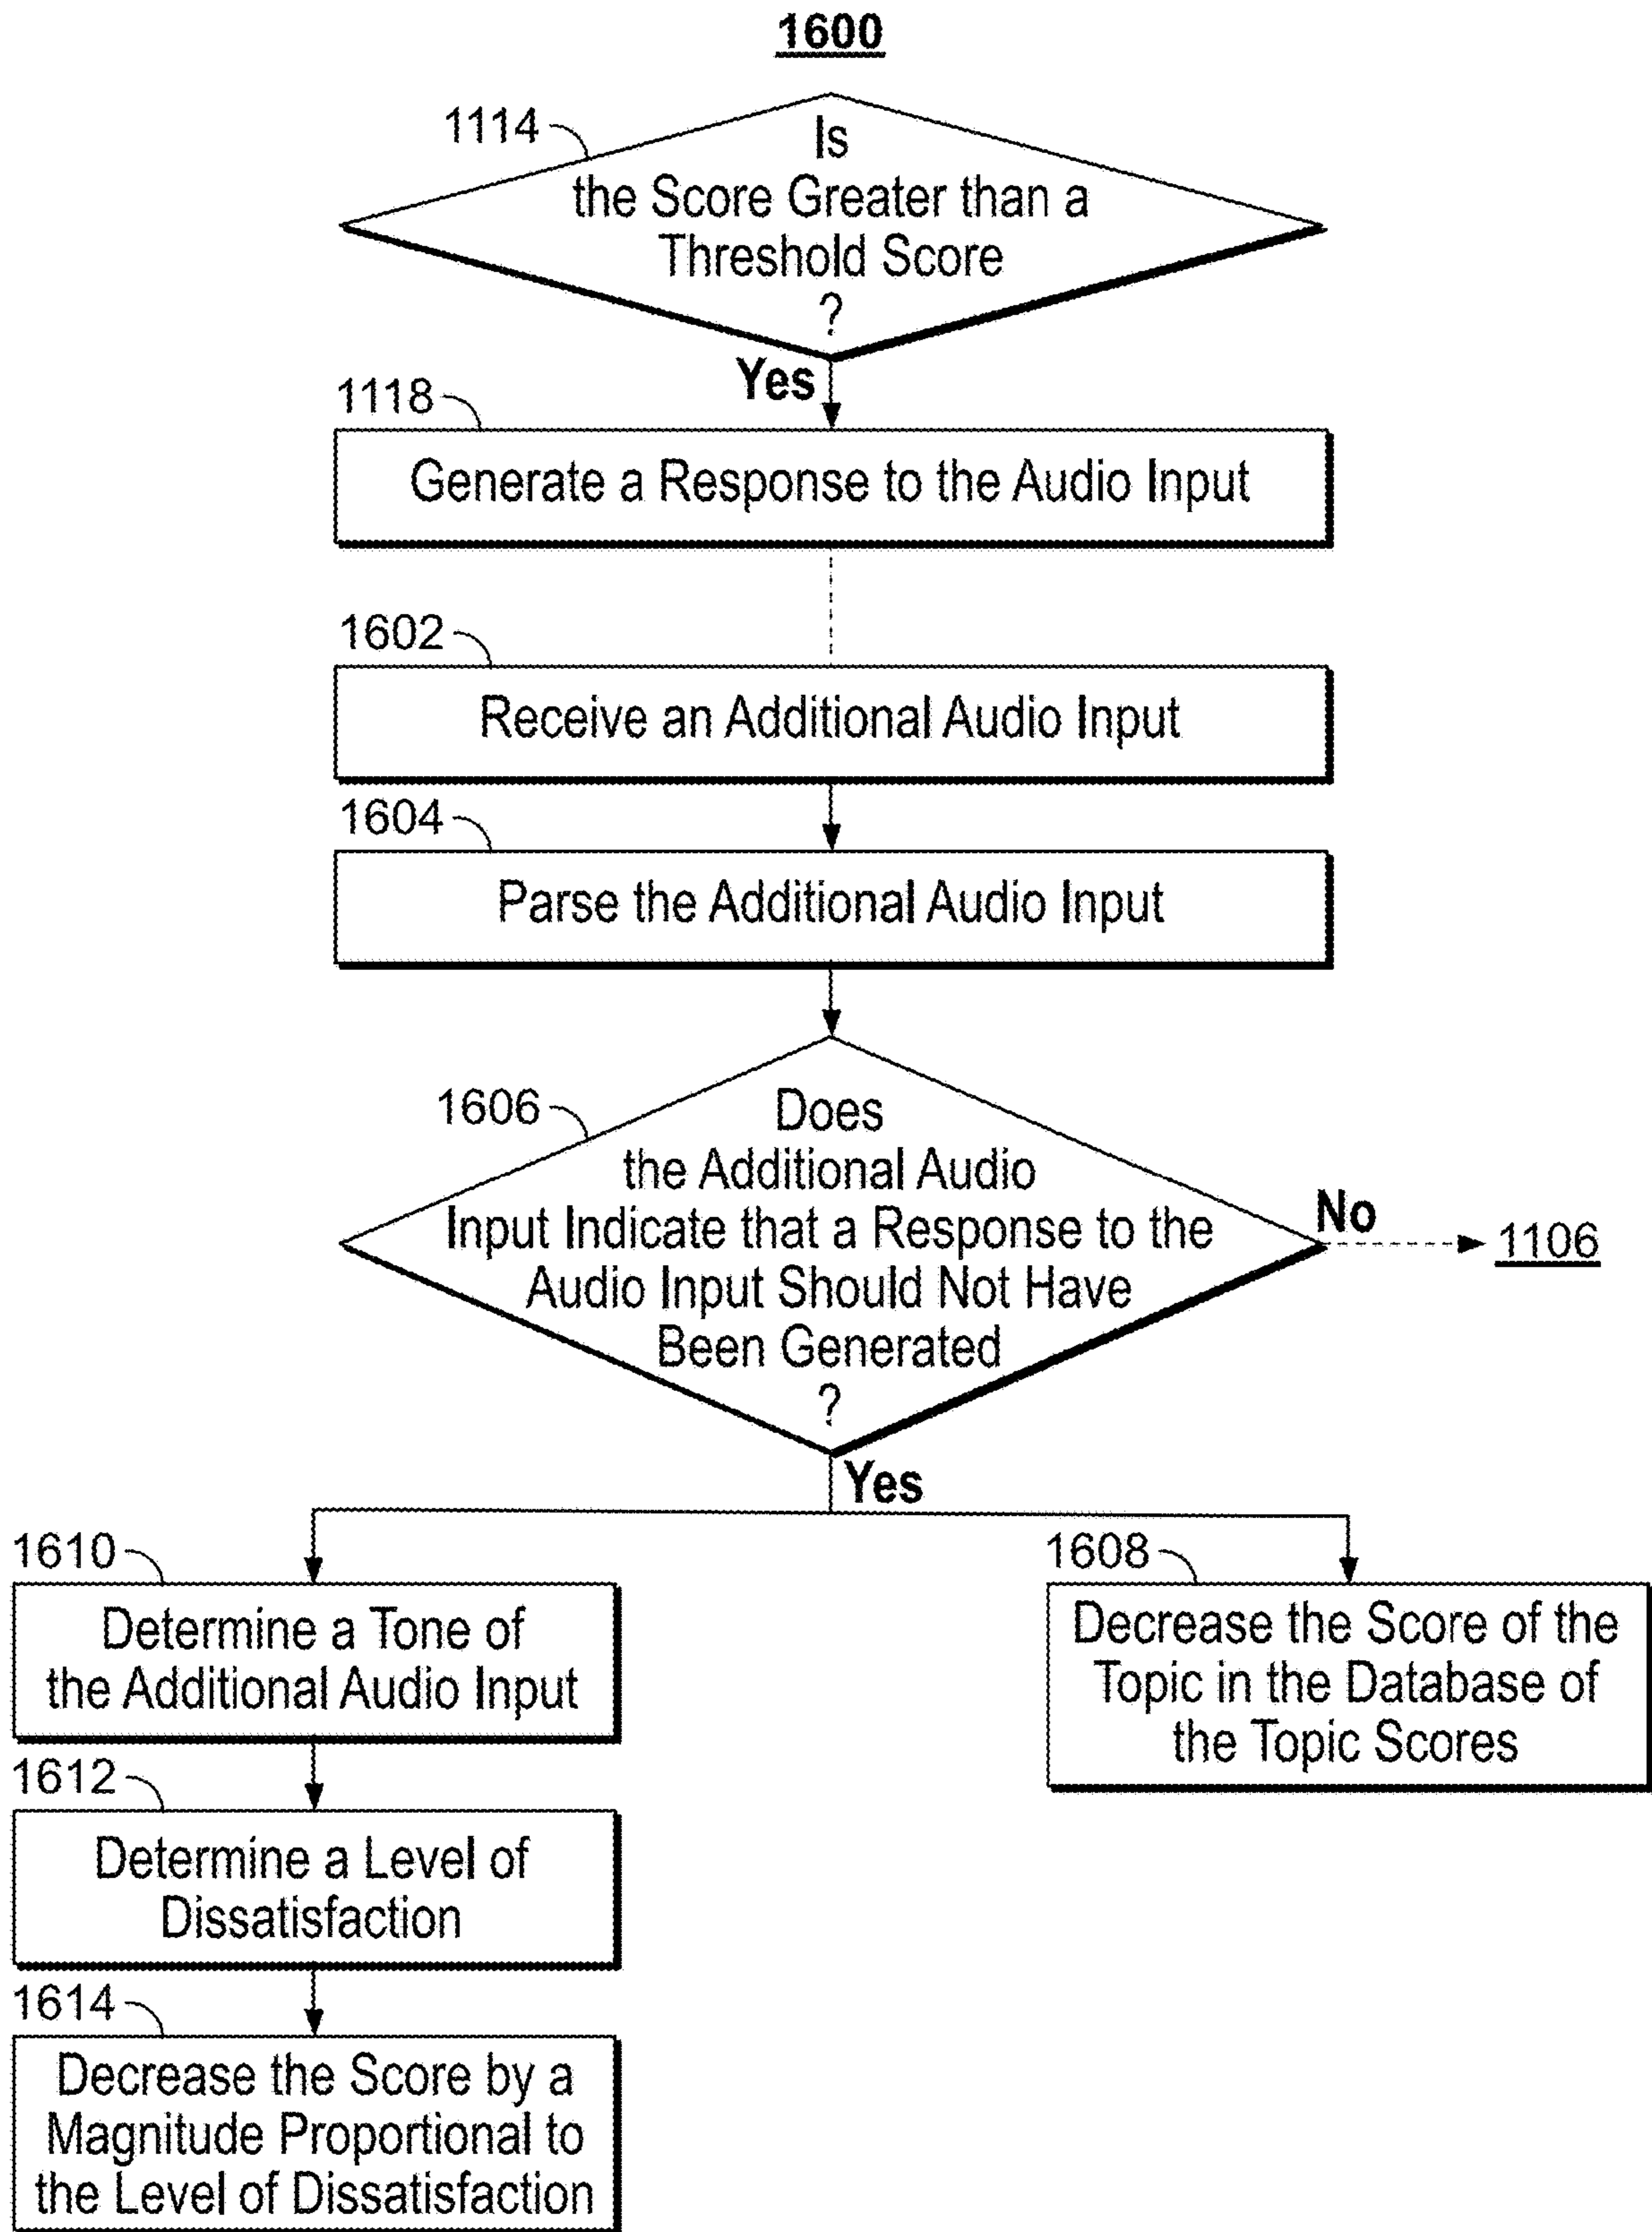 1600
1114
Is
the Score Greater than a
Threshold Score
?
Yes
1118
Generate a Response to the Audio Input
1602
Receive an Additional Audio Input
1604
Parse the Additional Audio Input
1606
Does
the Additional Audio
Input Indicate that a Response to the
Audio Input Should Not Have
Been Generated
?
No
1106
Yes
1610
Determine a Tone of
the Additional Audio Input
1608
Decrease the Score of the
Topic in the Database of
the Topic Scores
1612
Determine a Level of
Dissatisfaction
1614
Decrease the Score by a
Magnitude Proportional to
the Level of Dissatisfaction